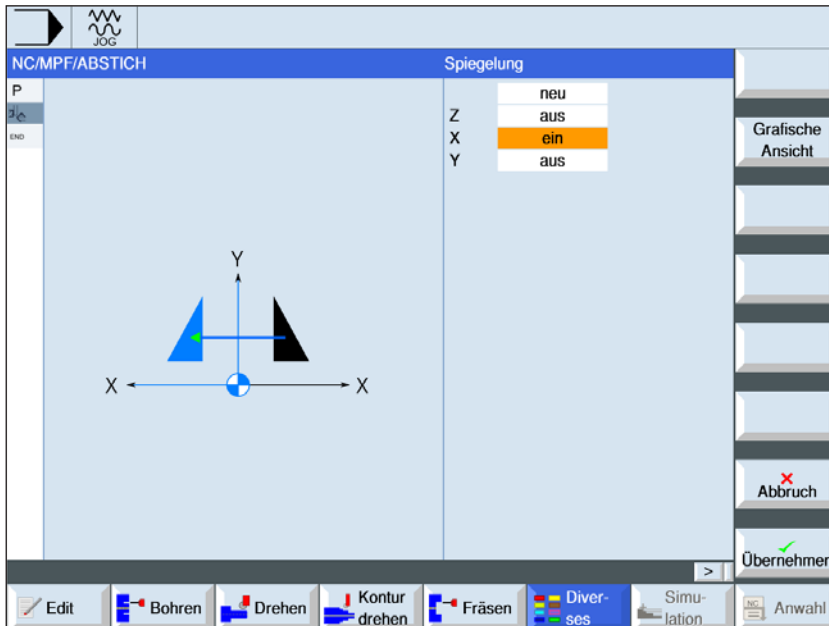 JOG
NC/MPF/ABSTICH
Spiegelung
P
END
neu
Z aus
X ein
Y aus
Y
X X
Grafische
Ansicht
Abbruch
Übernehmen
>
Edit
Bohren
Drehen
Kontur
drehen
Fräsen
Diver-
ses
Simu-
lation
NC
Anwahl